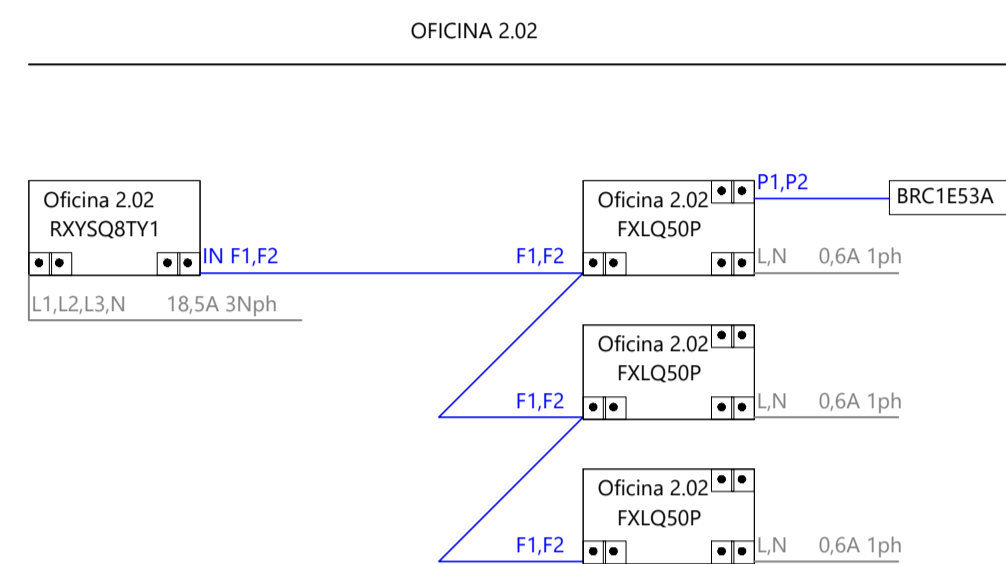 OFICINA 2.02
Oficina 2.02
RXYSQ8TY1
IN F1,F2
L1,L2,L3,N 18,5A 3Nph
F1,F2
Oficina 2.02
FXLQ50P
P1,P2
BRC1E53A
L,N 0,6A 1ph
F1,F2
Oficina 2.02
FXLQ50P
L,N 0,6A 1ph
F1,F2
Oficina 2.02
FXLQ50P
L,N 0,6A 1ph